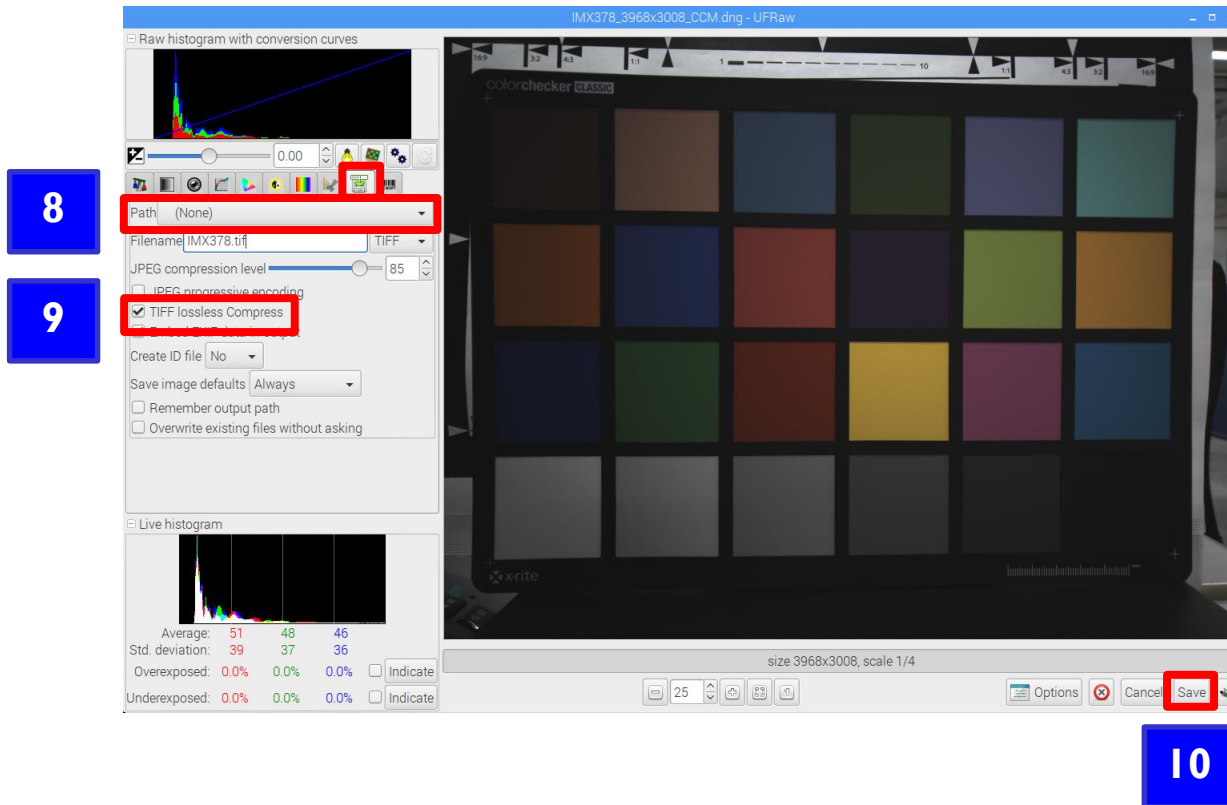 IMX378_3968x3008_CCM.dng - UFRaw
Raw histogram with conversion curves
0.00
8
Path (None)
Filename IMX378.tif TIFF
JPEG compression level 85
JPEG progressive encoding
9
TIFF lossless Compress
Create ID file No
Save image defaults Always
Remember output path
Overwrite existing files without asking
Live histogram
Average: 51 48 46
Std. deviation: 39 37 36
Overexposed: 0.0% 0.0% 0.0% Indicate
Underexposed: 0.0% 0.0% 0.0% Indicate
16:9 3:2 4:3 1:1 1 10 1:1 4:3 3:2 16:9
colorchecker CLASSIC
x-rite
size 3968x3008, scale 1/4
25 Options Cancel Save
10